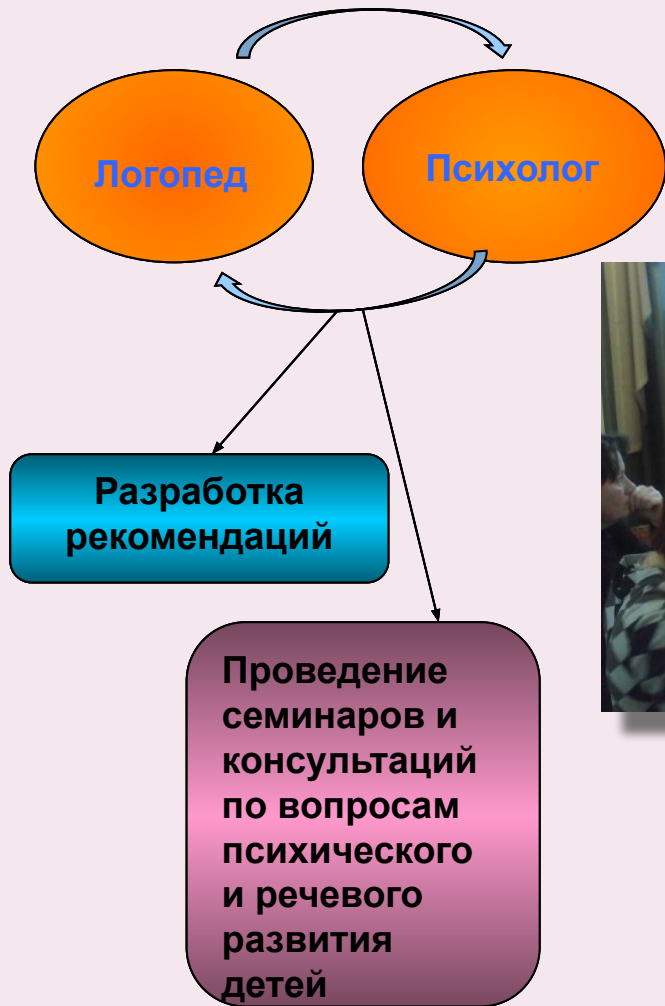 Логопед
Психолог
Разработка
рекомендаций
Проведение
семинаров и
консультаций
по вопросам
психического
и речевого
развития
детей